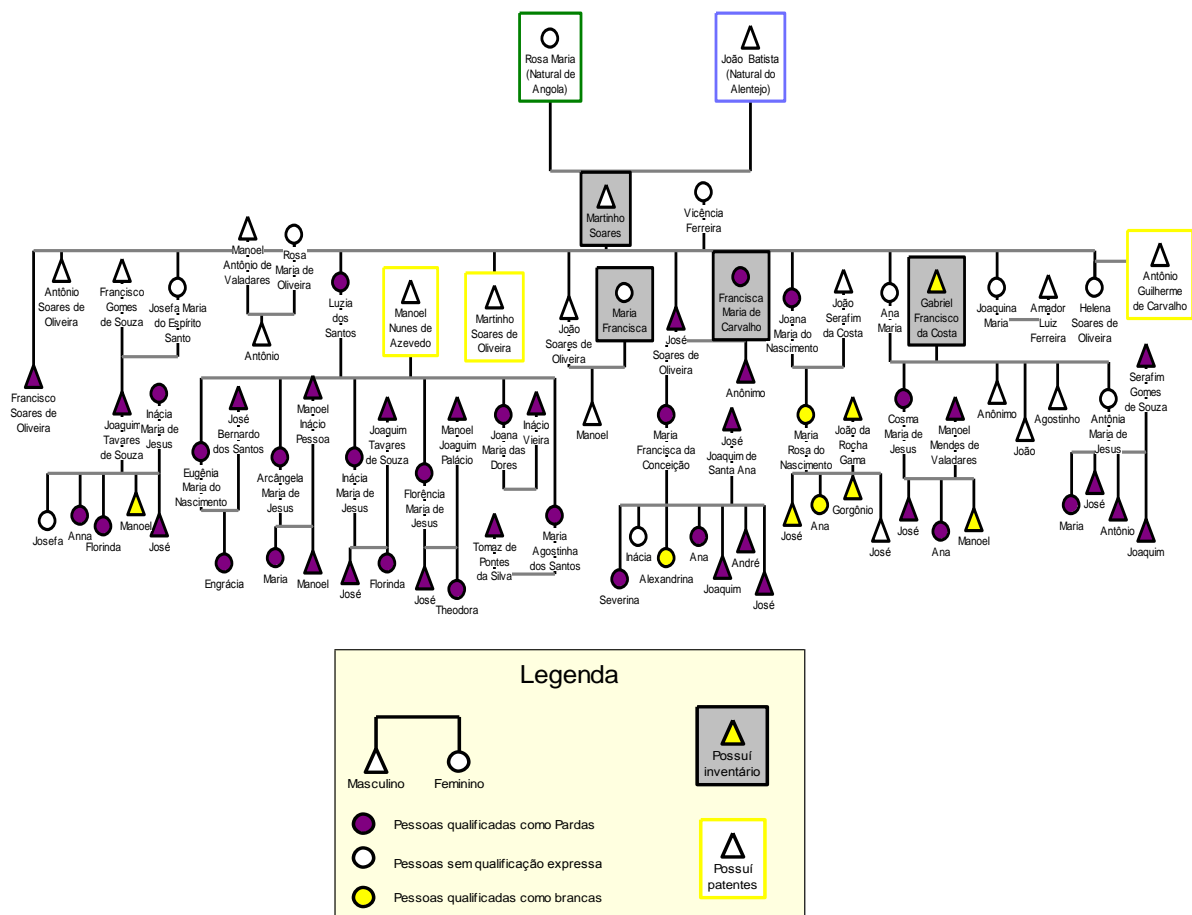 Rosa Maria
(Natural de
Angola)
João Batista
(Natural do
Alentejo)
Martinho
Soares
Vicência
Ferreira
Antônio
Soares de
Oliveira
Francisco
Gomes
de Souza
Josefa Maria
do Espírito
Santo
Manoel
Antônio de
Valadares
Rosa
Maria de
Oliveira
Luzia
dos
Santos
Manoel
Nunes de
Azevedo
Martinho
Soares de
Oliveira
João
Soares de
Oliveira
Maria
Francisca
José
Soares de
Oliveira
Francisca
Maria de
Carvalho
Joana
Maria do
Nascimento
João
Serafim
da Costa
Ana
Maria
Gabriel
Francisco
da Costa
Joaquina
Maria
Amador
Luiz
Ferreira
Helena
Soares de
Oliveira
Antônio
Guilherme
de Carvalho
Francisco
Soares de
Oliveira
Joaquim
Tavares
de Souza
Inácia
Maria de
Jesus
Antônio
Eugênia
Maria do
Nascimento
José
Bernardo
dos Santos
Arcângela
Maria de
Jesus
Manoel
Inácio
Pessoa
Inácia
Maria de
Jesus
Joaquim
Tavares
de Souza
Florência
Maria de
Jesus
Manoel
Joaquim
Palácio
Joana
Maria das
Dores
Inácio
Vieira
Tomaz de
Pontes
da Silva
Maria
Agostinha
dos Santos
Manoel
Maria
Francisca da
Conceição
Anônimo
José
Joaquim de
Santa Ana
Maria
Rosa do
Nascimento
João da
Rocha
Gama
Cosma
Maria de
Jesus
Manoel
Mendes de
Valadares
Anônimo
João
Agostinho
Antônia
Maria de
Jesus
Serafim
Gomes
de Souza
Josefa
Anna
Florinda
Manoel
José
Engrácia
Maria
Manoel
José
Florinda
José
Theodora
Severina
Inácia
Alexandrina
Ana
Joaquim
André
José
José
Ana
Gorgônio
José
José
Ana
Manoel
Maria
José
Antônio
Joaquim
Legenda
Masculino
Feminino
Possuí
inventário
Pessoas qualificadas como Pardas
Pessoas sem qualificação expressa
Pessoas qualificadas como brancas
Possuí
patentes